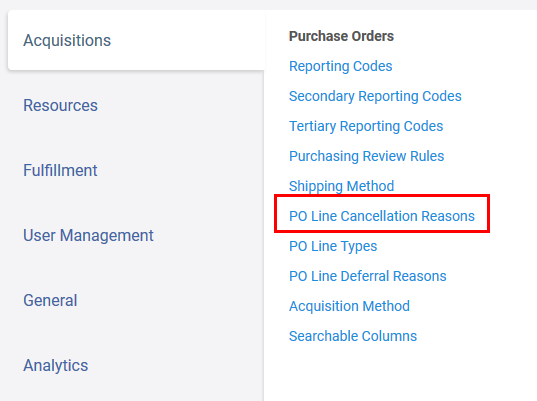 Acquisitions
Resources
Fulfillment
User Management
General
Analytics
Purchase Orders
Reporting Codes
Secondary Reporting Codes
Tertiary Reporting Codes
Purchasing Review Rules
Shipping Method
PO Line Cancellation Reasons
PO Line Types
PO Line Deferral Reasons
Acquisition Method
Searchable Columns